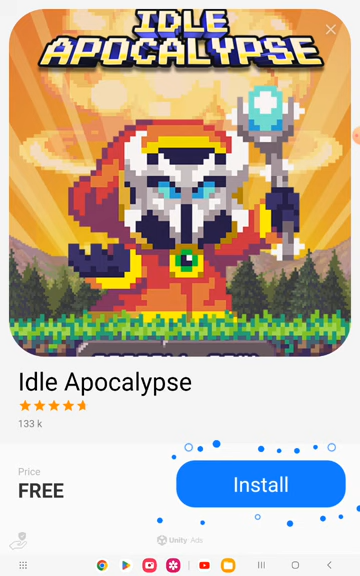 IDLE
APOCALYPSE
Idle Apocalypse
133 k
Price
FREE
Install
Unity Ads